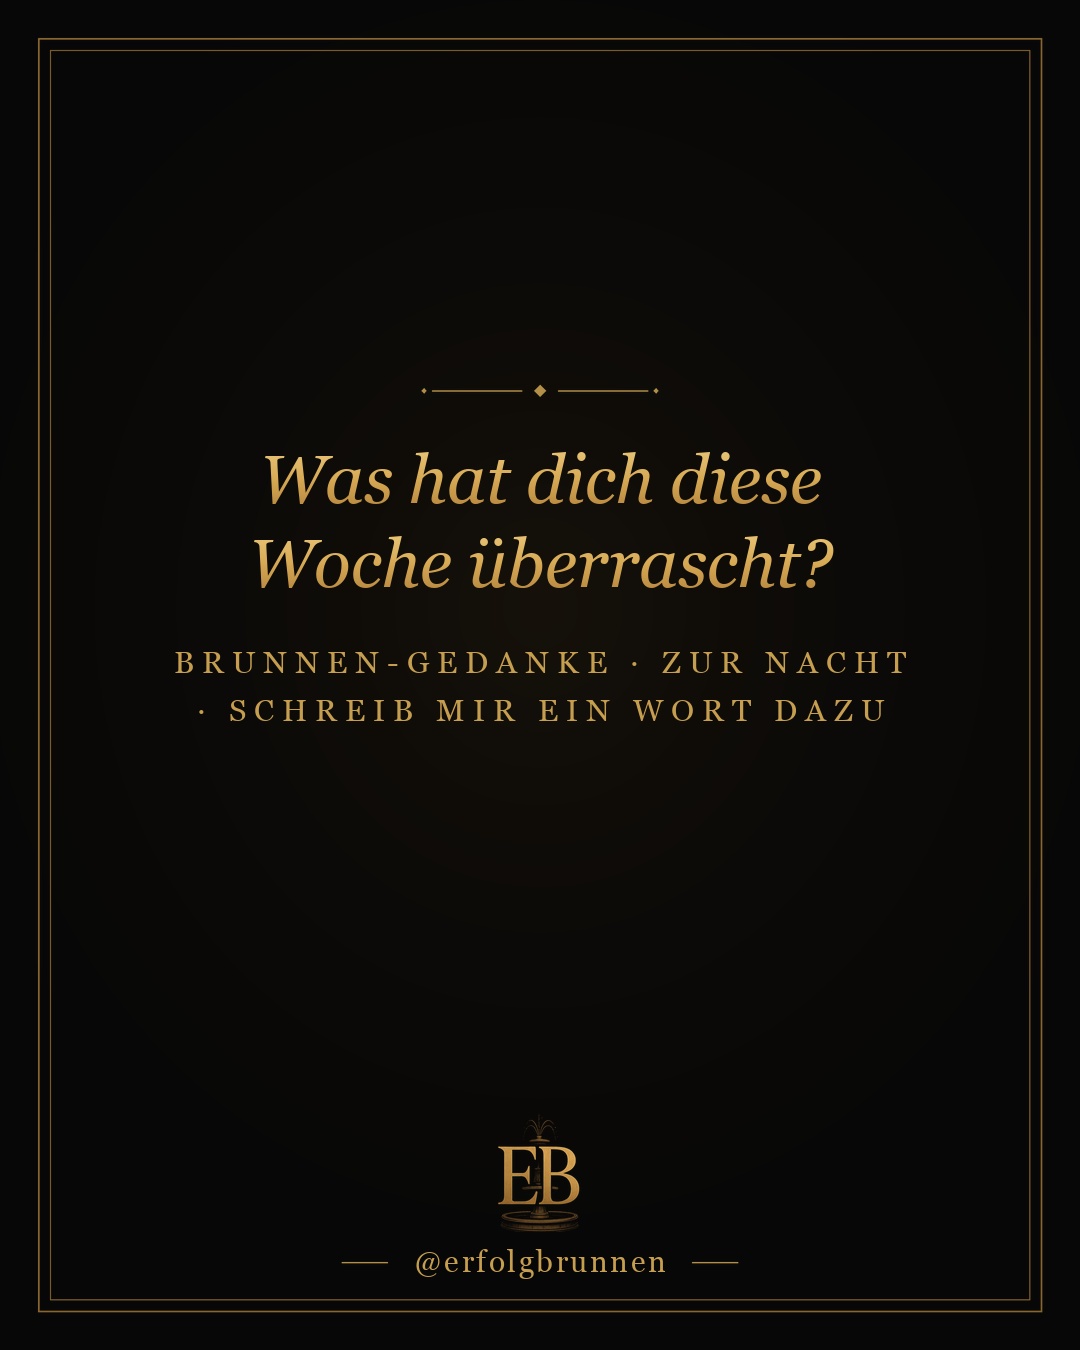 Was hat dich diese
Woche überrascht?
BRUNNEN-GEDANKE · ZUR NACHT
· SCHREIB MIR EIN WORT DAZU
EB
@erfolgbrunnen